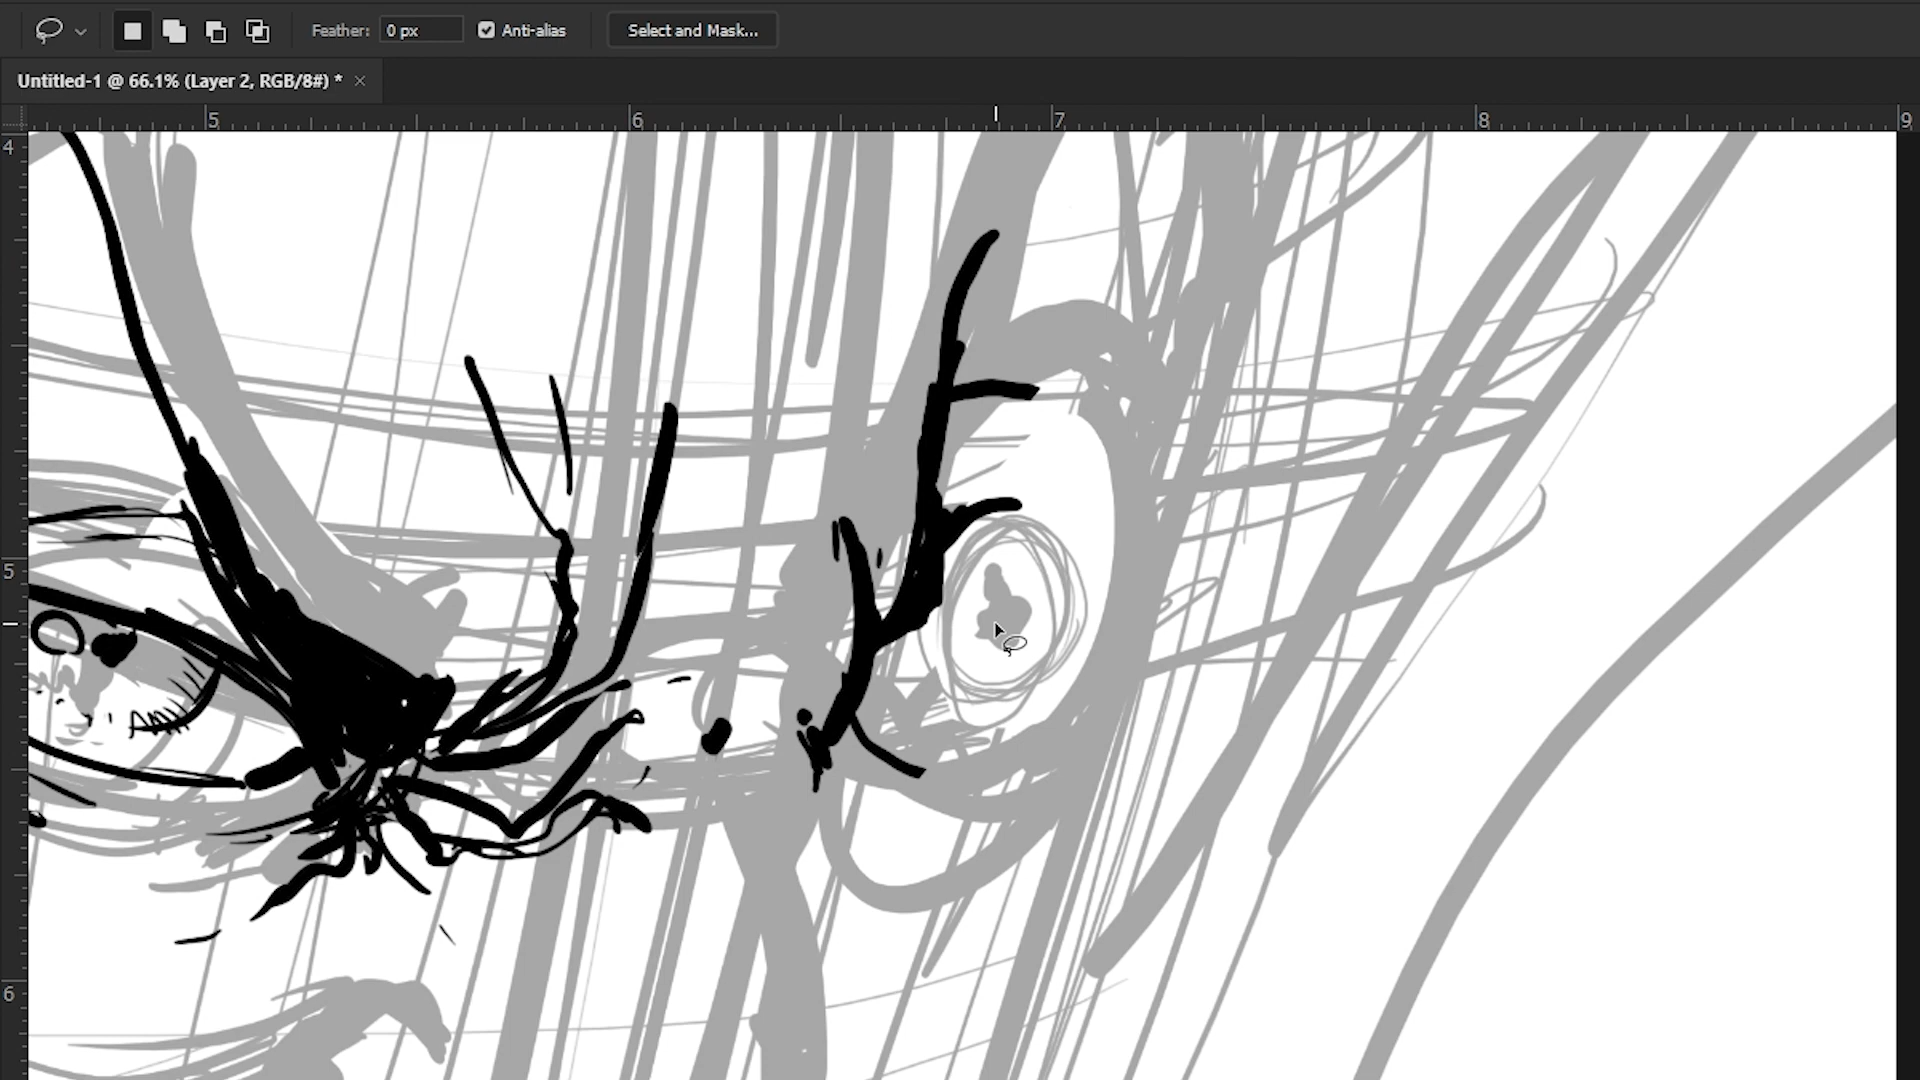 Feather: 0 px Anti-alias Select and Mask...
Untitled-1 @ 66.1% (Layer 2, RGB/8#) * ×
5 6 7 8 9
4
5
6